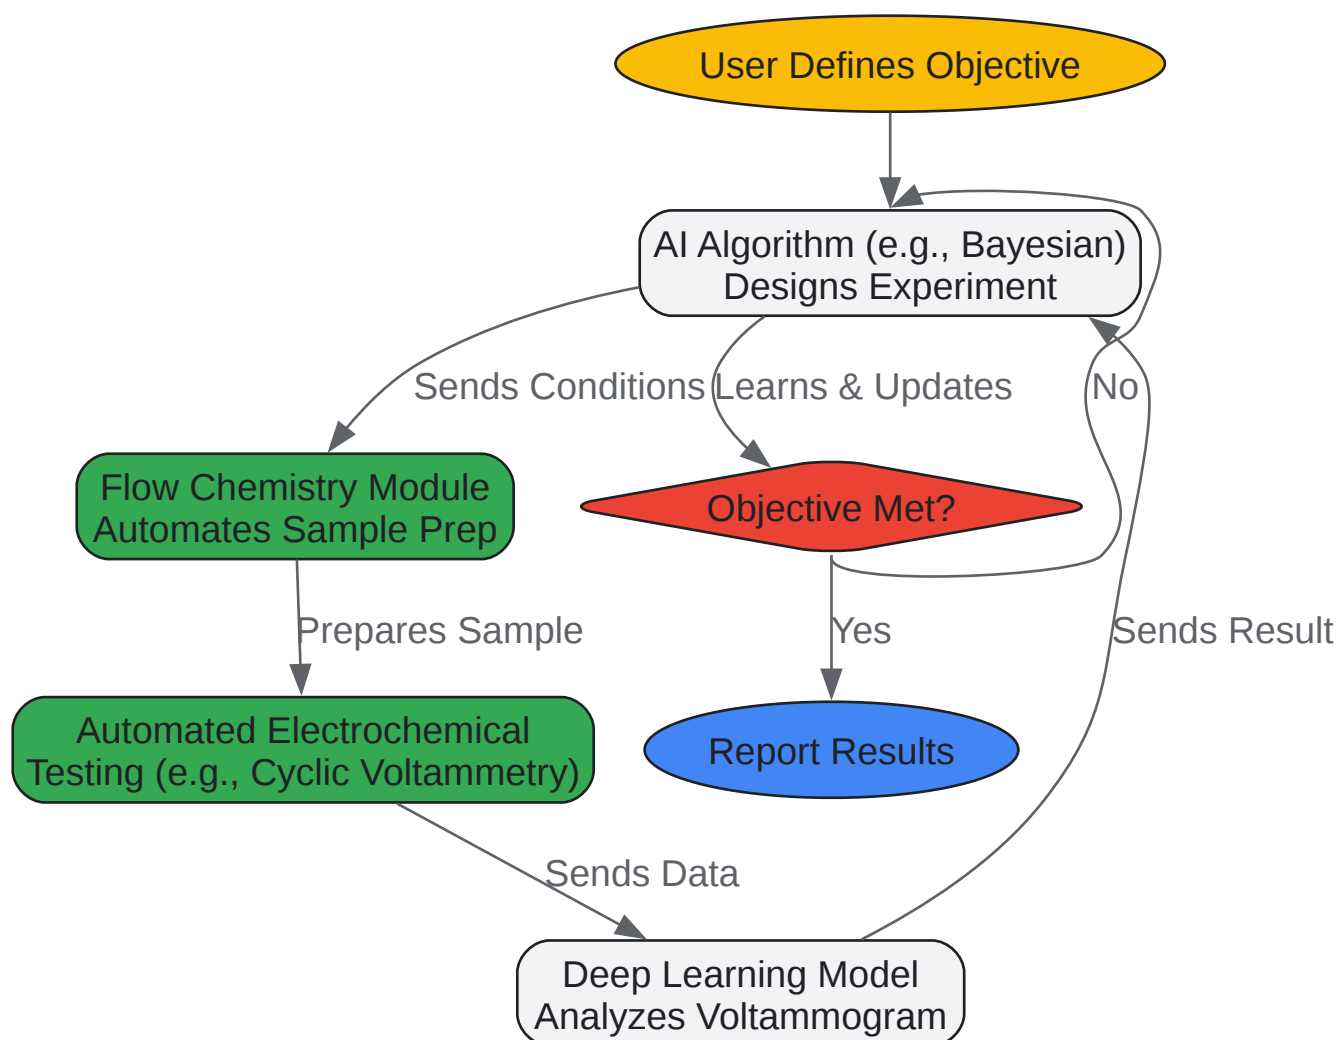 User Defines Objective
AI Algorithm (e.g., Bayesian)
Designs Experiment
Sends Conditions
Learns & Updates
No
Flow Chemistry Module
Automates Sample Prep
Objective Met?
Prepares Sample
Yes
Sends Result
Automated Electrochemical
Testing (e.g., Cyclic Voltammetry)
Report Results
Sends Data
Deep Learning Model
Analyzes Voltammogram